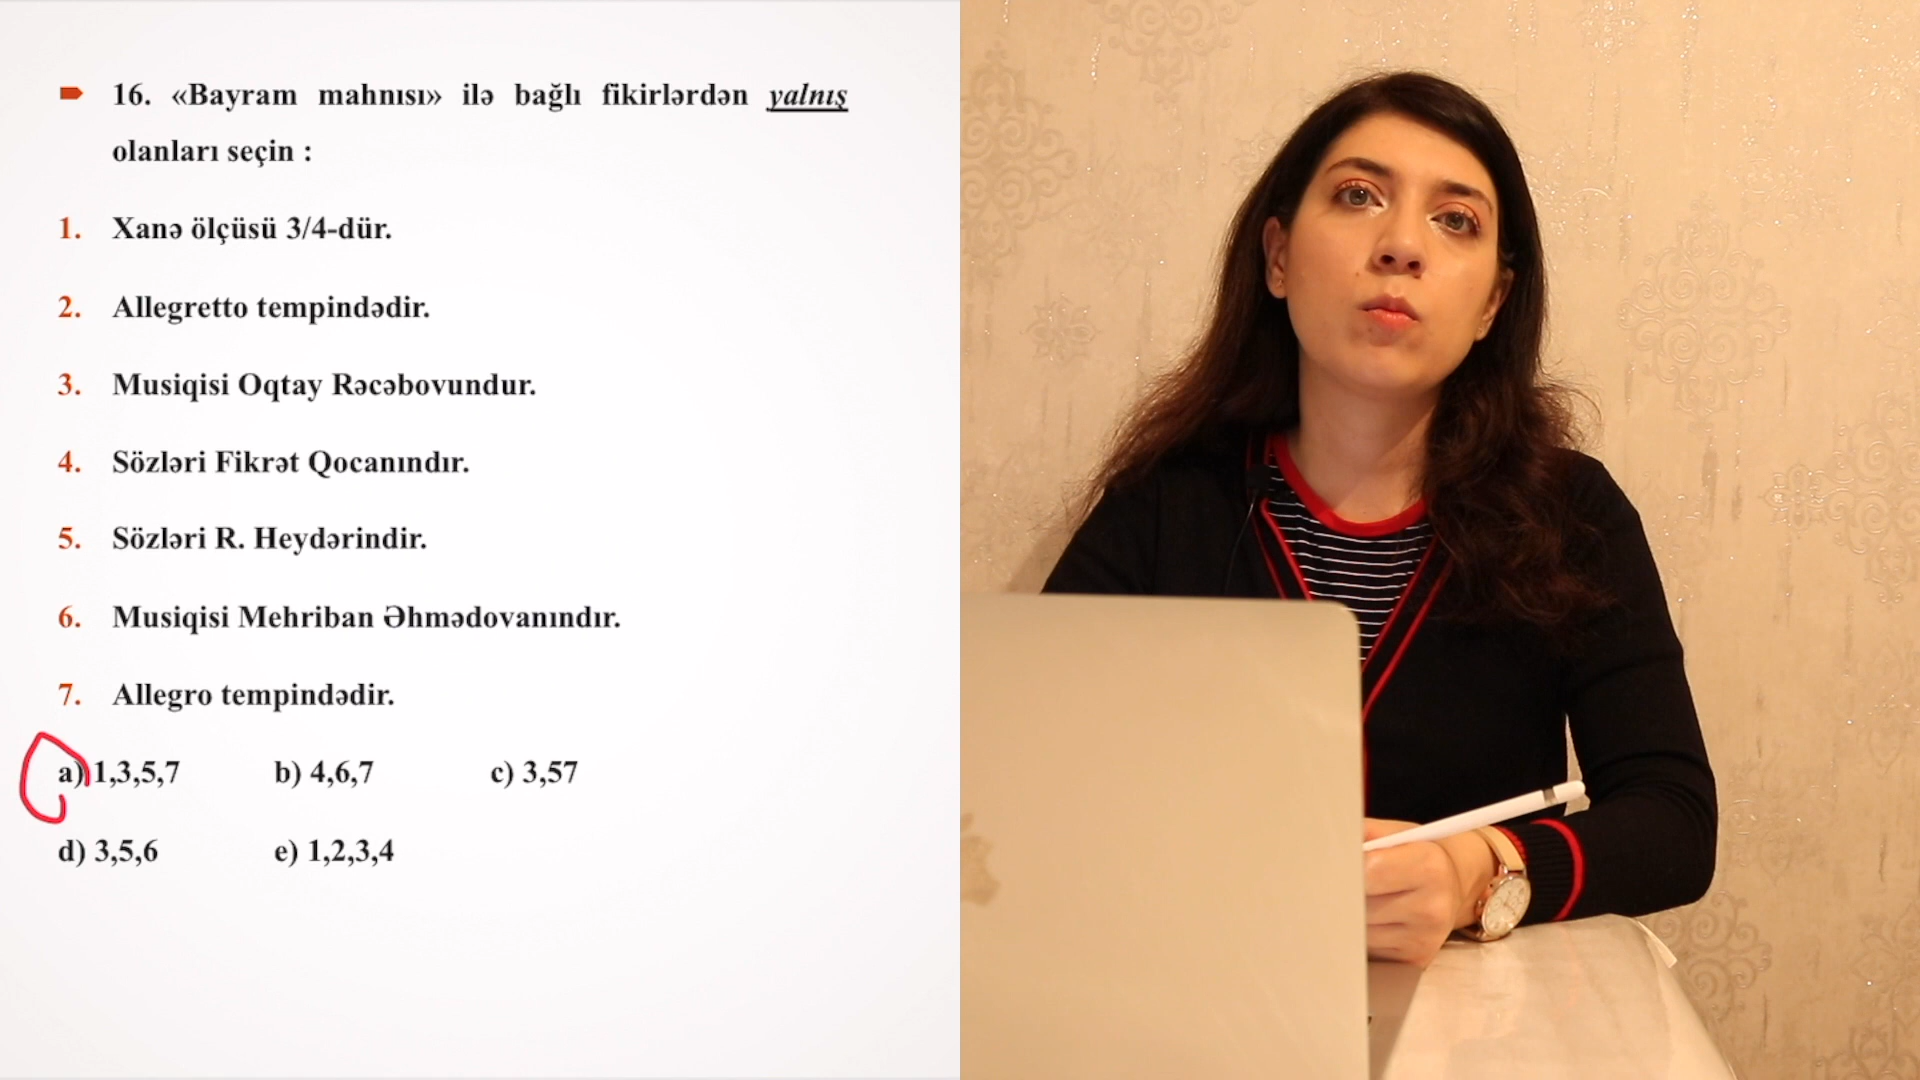 16. «Bayram mahnısı» ilə bağlı fikirlərdən yalnış
olanları seçin :
1. Xanə ölçüsü 3/4-dür.
2. Allegretto tempindədir.
3. Musiqisi Oqtay Rəcəbovundur.
4. Sözləri Fikrət Qocanındır.
5. Sözləri R. Heydərindir.
6. Musiqisi Mehriban Əhmədovanındır.
7. Allegro tempindədir.
a) 1,3,5,7 b) 4,6,7 c) 3,57
d) 3,5,6 e) 1,2,3,4